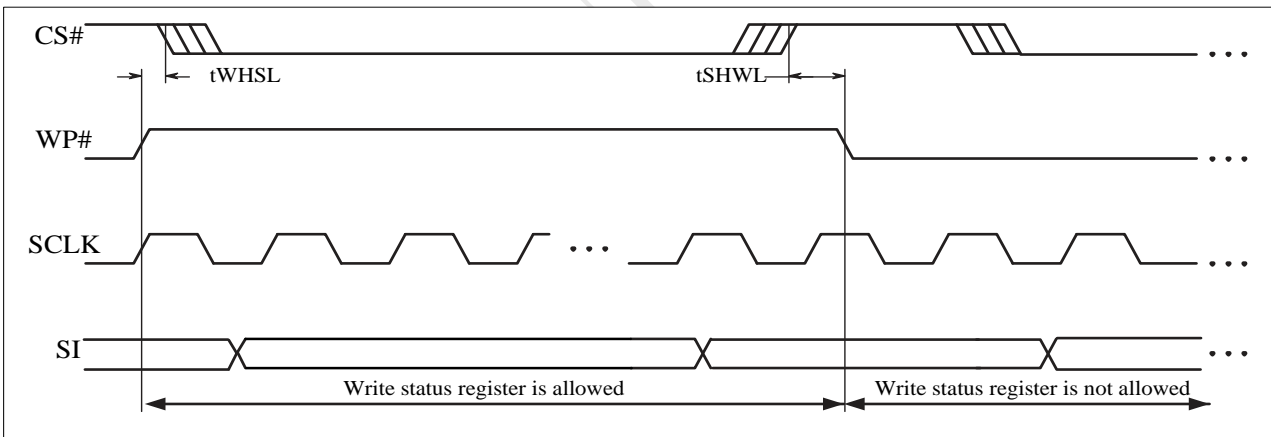 CS#
tWHSL
tSHWL
...
WP#
...
SCLK
...
...
SI
...
Write status register is allowed
Write status register is not allowed